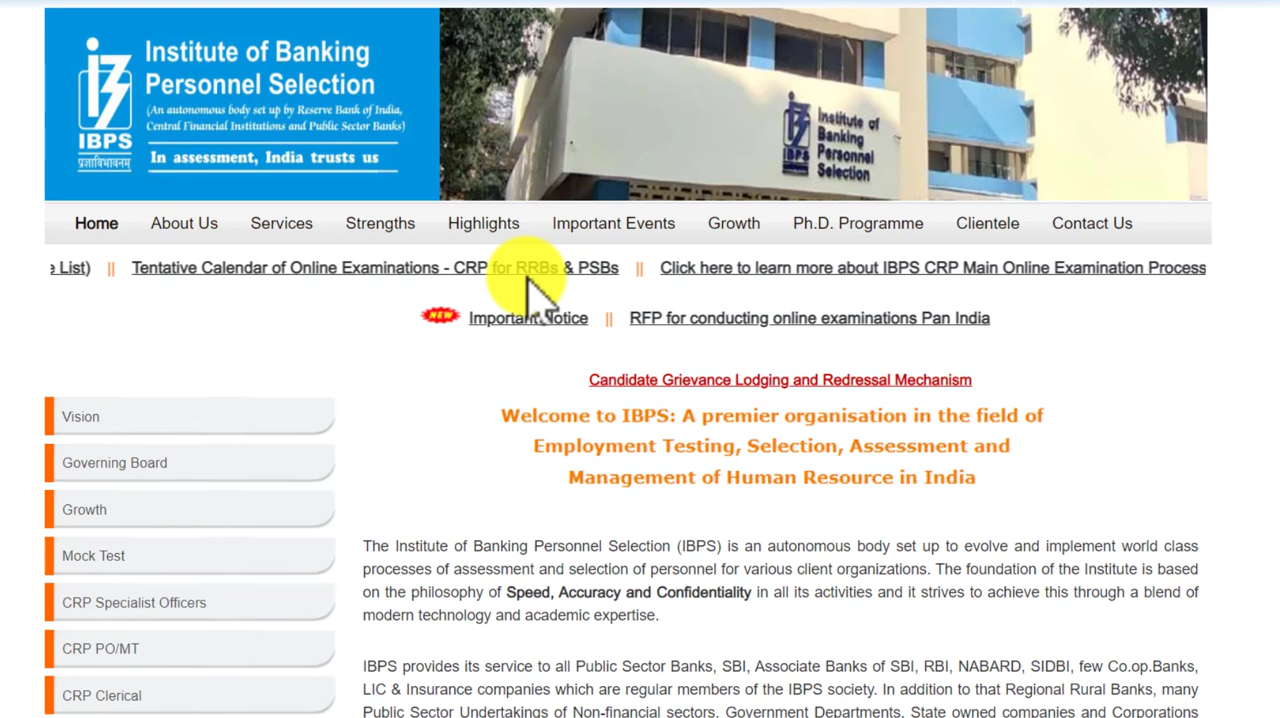 Institute of Banking
Personnel Selection
(An autonomous body set up by Reserve Bank of India,
Central Financial Institutions and Public Sector Banks)
In assessment, India trusts us
IBPS
प्रज्ञाविभावनम्
Institute of
Banking
Personnel
Selection
IBPS
Home About Us Services Strengths Highlights Important Events Growth Ph.D. Programme Clientele Contact Us
e List) || Tentative Calendar of Online Examinations - CRP for RRBs & PSBs || Click here to learn more about IBPS CRP Main Online Examination Process
NEW Important Notice || RFP for conducting online examinations Pan India
Candidate Grievance Lodging and Redressal Mechanism
Welcome to IBPS: A premier organisation in the field of
Employment Testing, Selection, Assessment and
Management of Human Resource in India
Vision
Governing Board
Growth
Mock Test
CRP Specialist Officers
CRP PO/MT
CRP Clerical
The Institute of Banking Personnel Selection (IBPS) is an autonomous body set up to evolve and implement world class
processes of assessment and selection of personnel for various client organizations. The foundation of the Institute is based
on the philosophy of Speed, Accuracy and Confidentiality in all its activities and it strives to achieve this through a blend of
modern technology and academic expertise.
IBPS provides its service to all Public Sector Banks, SBI, Associate Banks of SBI, RBI, NABARD, SIDBI, few Co.op.Banks,
LIC & Insurance companies which are regular members of the IBPS society. In addition to that Regional Rural Banks, many
Public Sector Undertakings of Non-financial sectors, Government Departments, State owned companies and Corporations